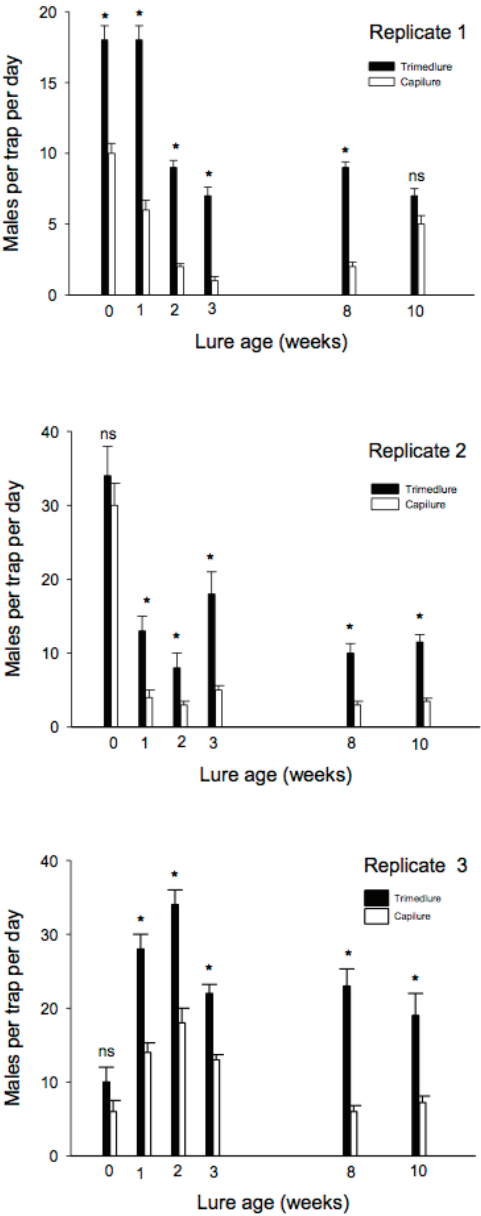 Replicate 1
Trimedlure
Capilure
Males per trap per day
20
15
10
5
0
* * * * * ns
0 1 2 3 8 10
Lure age (weeks)
Replicate 2
Trimedlure
Capilure
Males per trap per day
40
30
20
10
0
ns * * * * *
0 1 2 3 8 10
Lure age (weeks)
Replicate 3
Trimedlure
Capilure
Males per trap per day
40
30
20
10
0
ns * * * * *
0 1 2 3 8 10
Lure age (weeks)